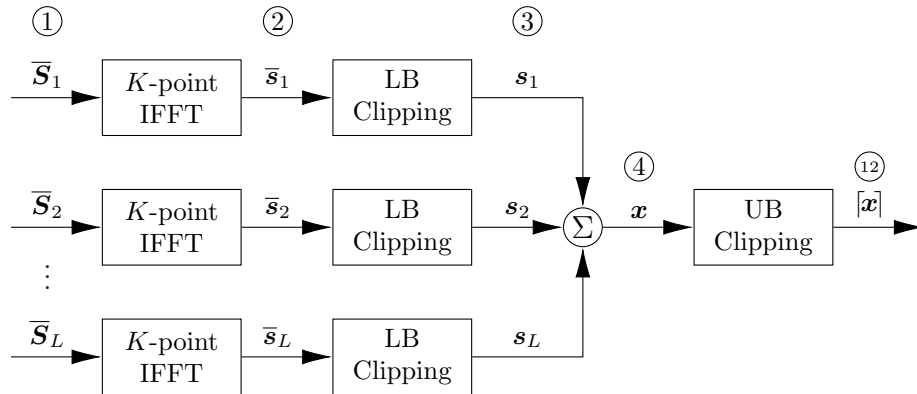 ① ② ③
S̅₁ K-point IFFT s̅₁ LB Clipping s₁
④ ⑫
S̅₂ K-point IFFT s̅₂ LB Clipping s₂ Σ x UB Clipping ⌈x⌉
⋮
S̅_L K-point IFFT s̅_L LB Clipping s_L